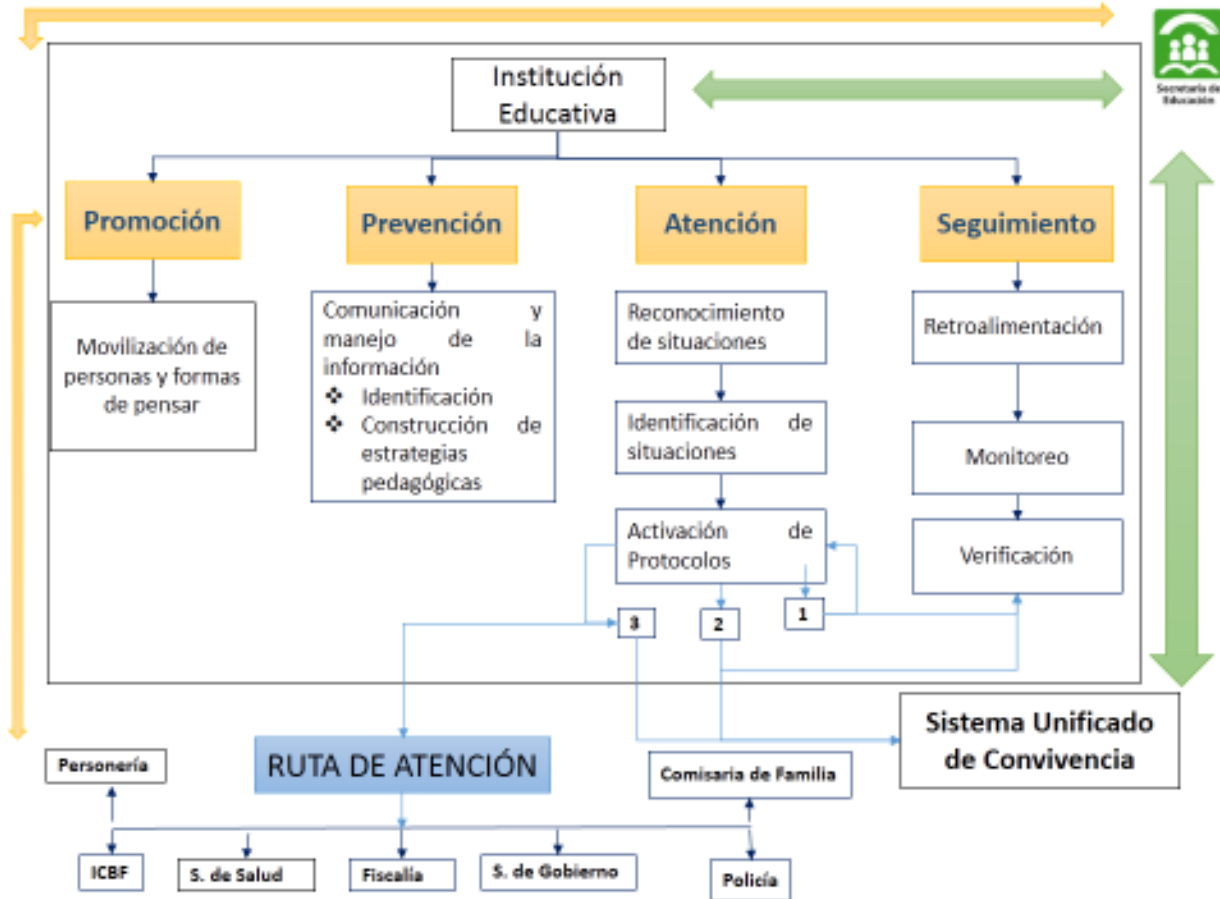 Secretaría de
Educación
Institución
Educativa
Promoción
Prevención
Atención
Seguimiento
Movilización de
personas y formas
de pensar
Comunicación y
manejo de la
información
❖ Identificación
❖ Construcción de
estrategias
pedagógicas
Reconocimiento
de situaciones
Identificación de
situaciones
Activación de
Protocolos
3
2
1
Retroalimentación
Monitoreo
Verificación
Sistema Unificado
de Convivencia
RUTA DE ATENCIÓN
Personería
Comisaria de Familia
ICBF
S. de Salud
Fiscalía
S. de Gobierno
Policía